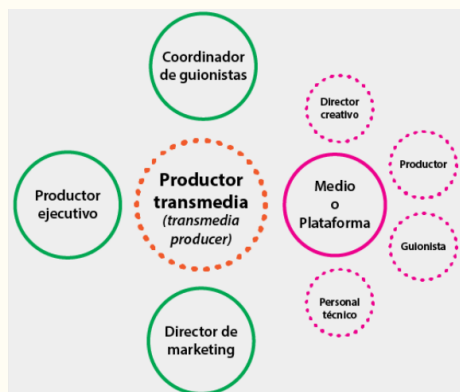 Coordinador
de guionistas
Director
creativo
Productor
ejecutivo
Productor
transmedia
(transmedia
producer)
Medio
o
Plataforma
Productor
Guionista
Director de
marketing
Personal
técnico